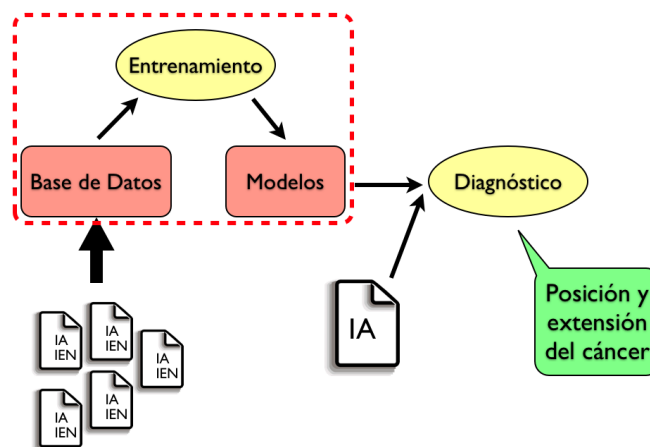 Entrenamiento
Base de Datos
Modelos
Diagnóstico
IA
IEN
IA
IEN
IA
IEN
IA
IEN
IA
IEN
IA
Posición y
extensión
del cáncer